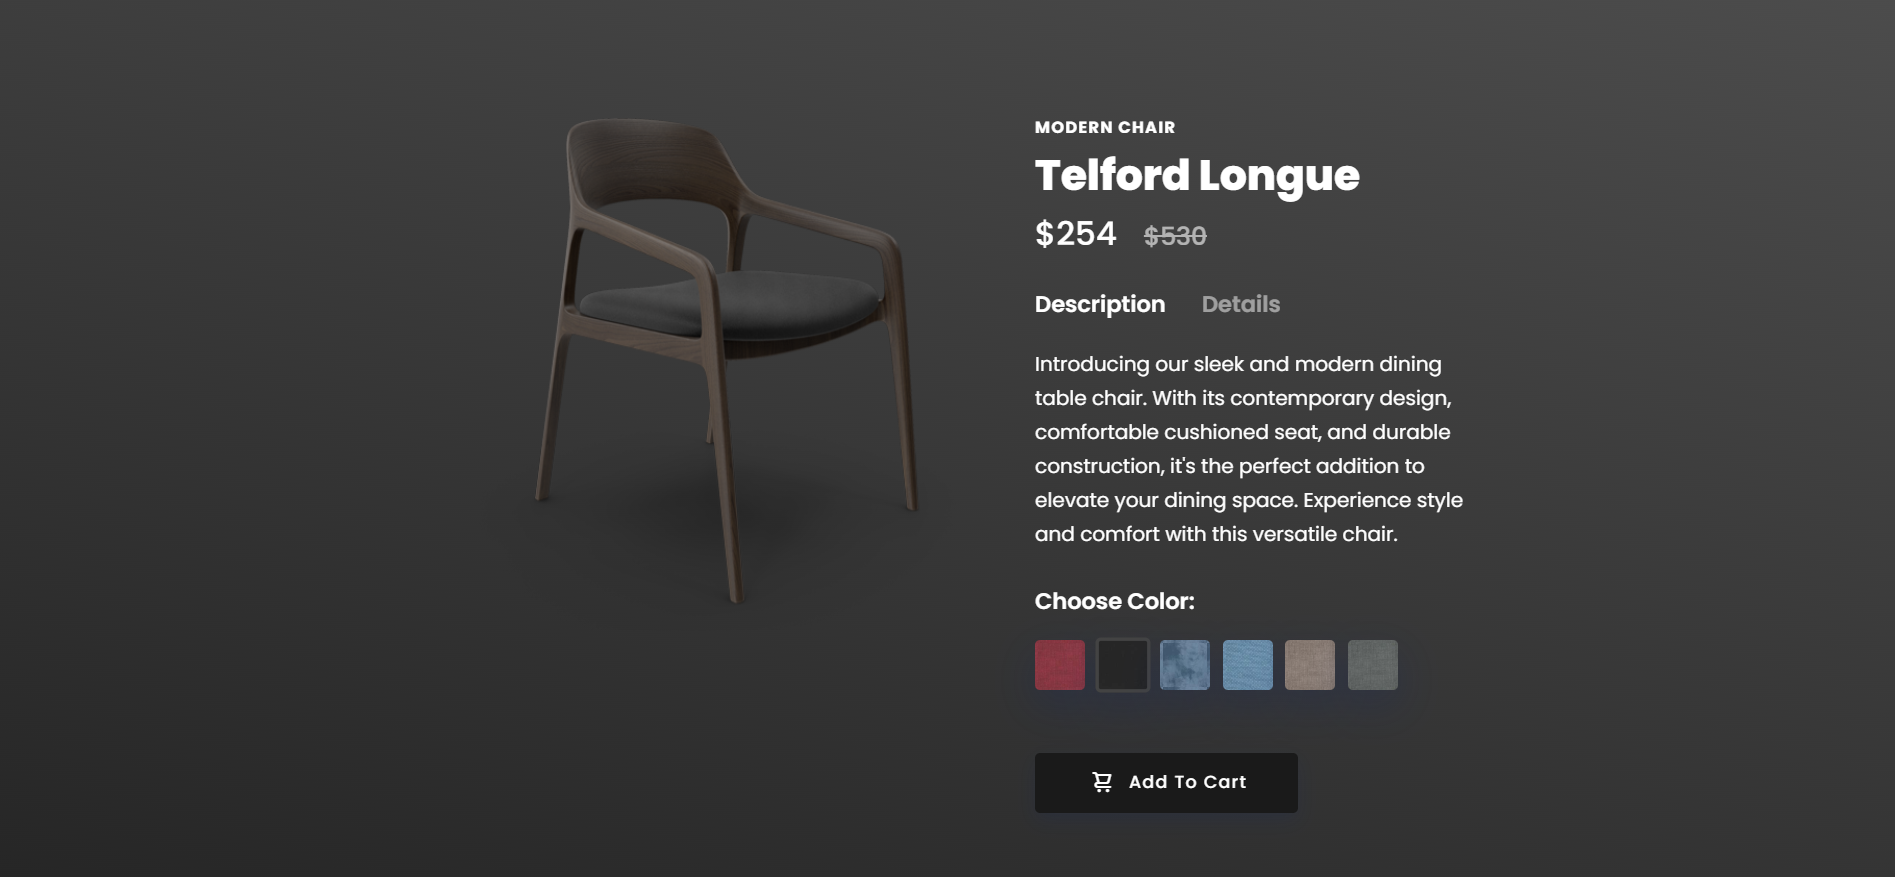 MODERN CHAIR
Telford Longue
$254 $530
Description Details
Introducing our sleek and modern dining
table chair. With its contemporary design,
comfortable cushioned seat, and durable
construction, it's the perfect addition to
elevate your dining space. Experience style
and comfort with this versatile chair.
Choose Color:
Add To Cart